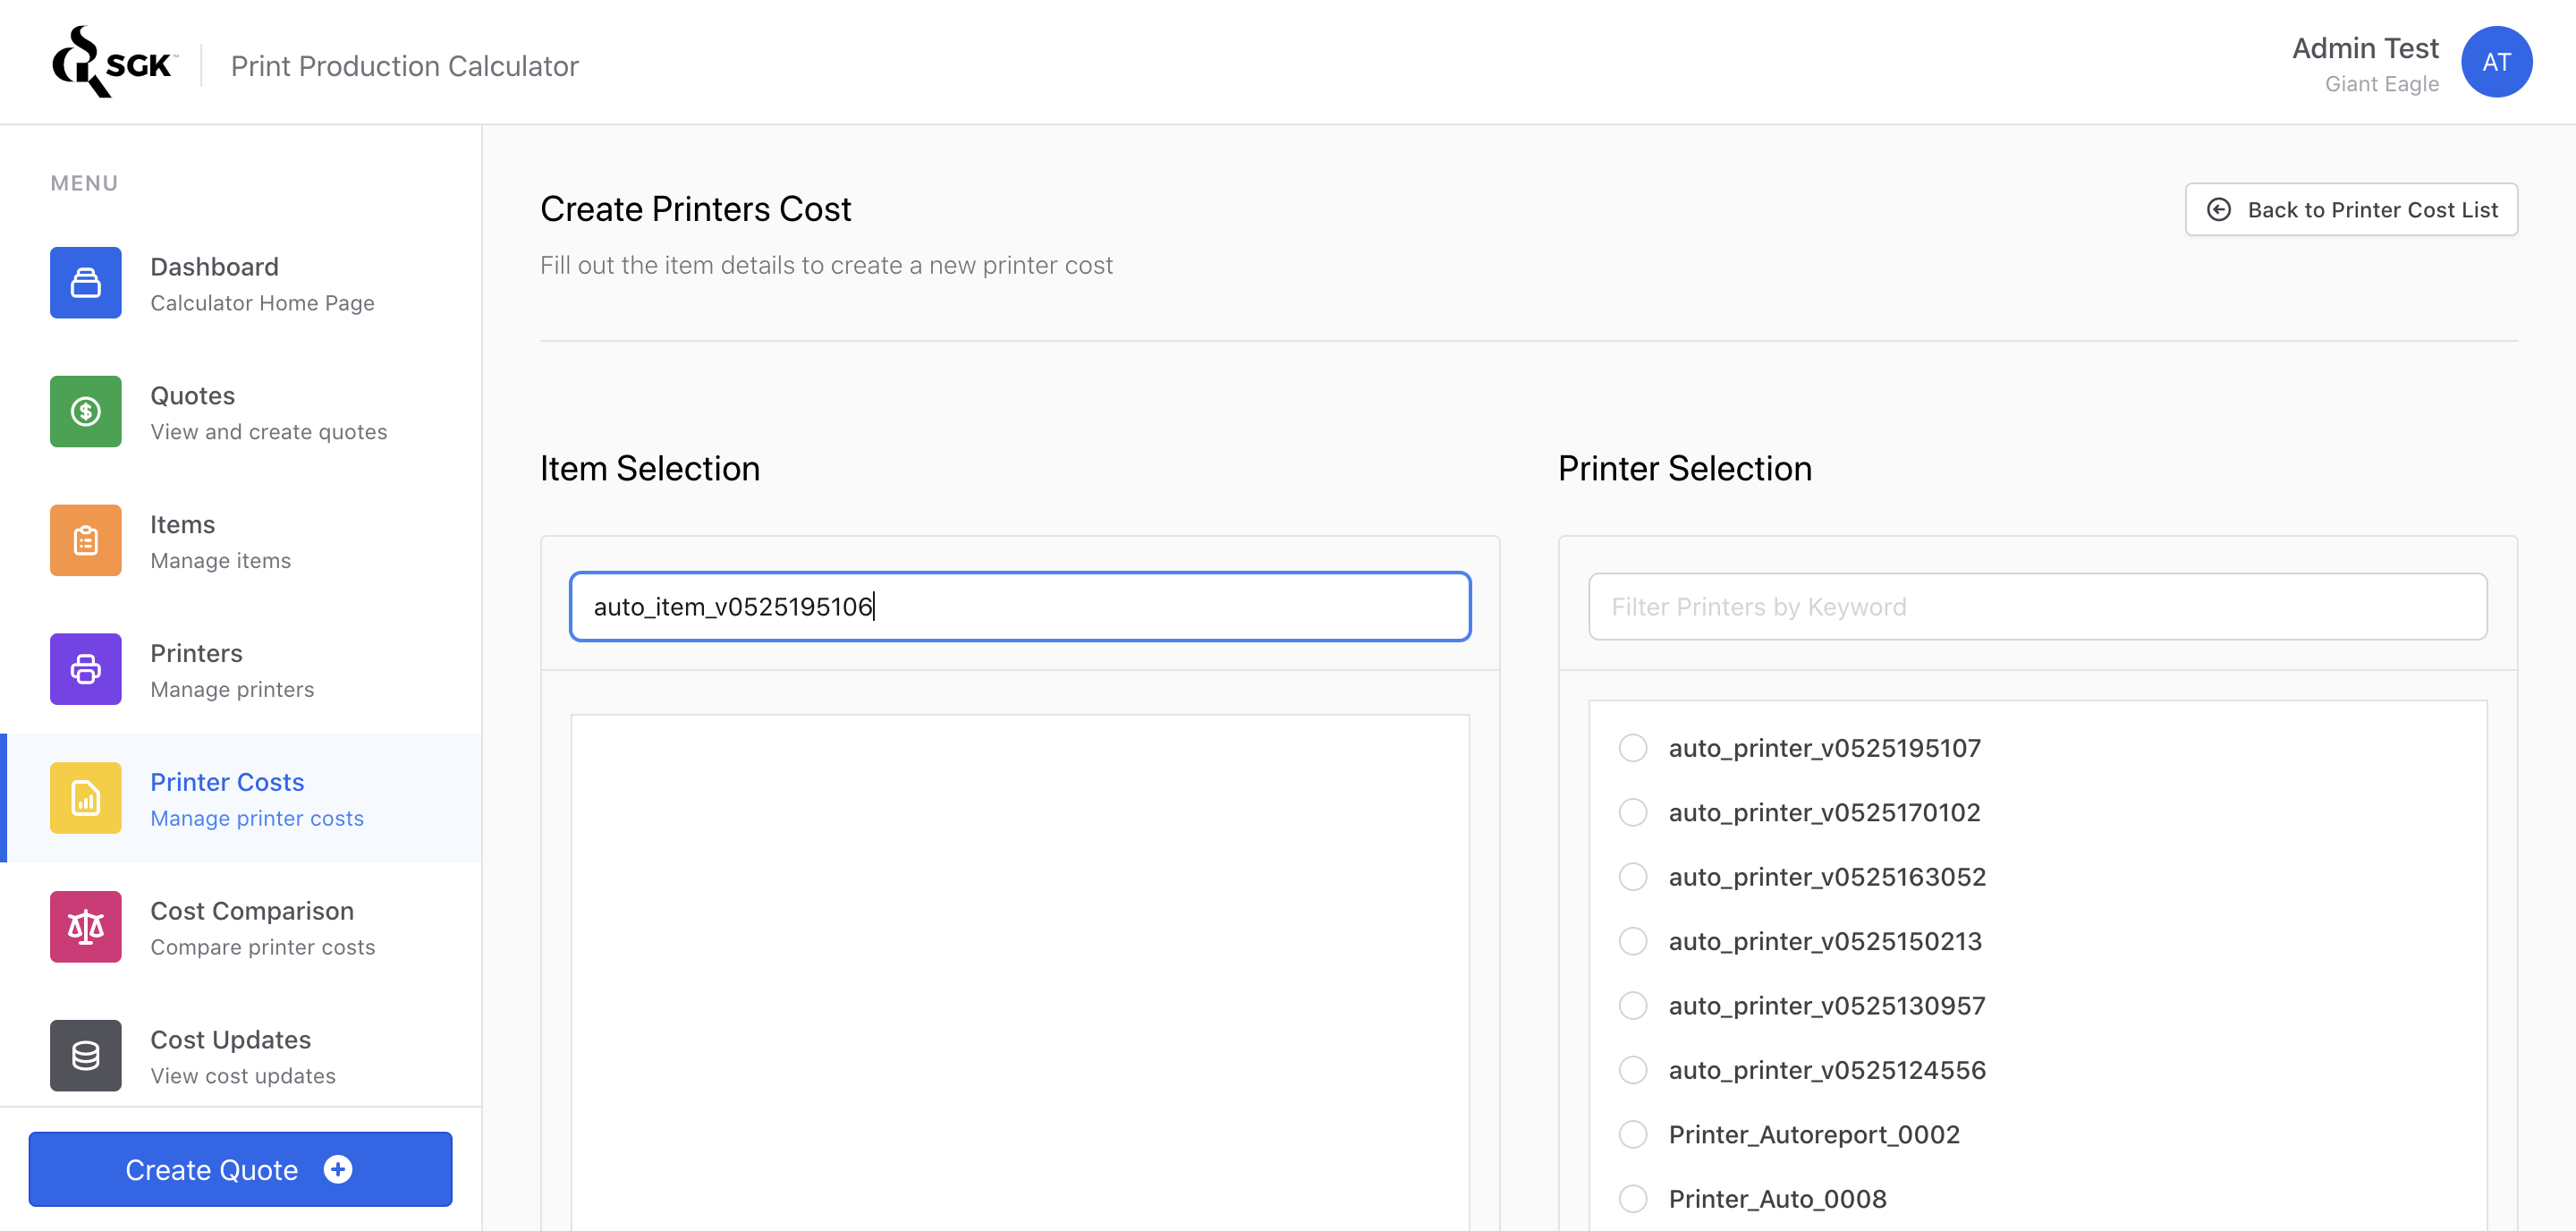 SGK™
Print Production Calculator
Admin Test
Giant Eagle
AT
MENU
Dashboard
Calculator Home Page
Quotes
View and create quotes
Items
Manage items
Printers
Manage printers
Printer Costs
Manage printer costs
Cost Comparison
Compare printer costs
Cost Updates
View cost updates
Create Quote
Create Printers Cost
Fill out the item details to create a new printer cost
Back to Printer Cost List
Item Selection
auto_item_v0525195106
Printer Selection
Filter Printers by Keyword
auto_printer_v0525195107
auto_printer_v0525170102
auto_printer_v0525163052
auto_printer_v0525150213
auto_printer_v0525130957
auto_printer_v0525124556
Printer_Autoreport_0002
Printer_Auto_0008